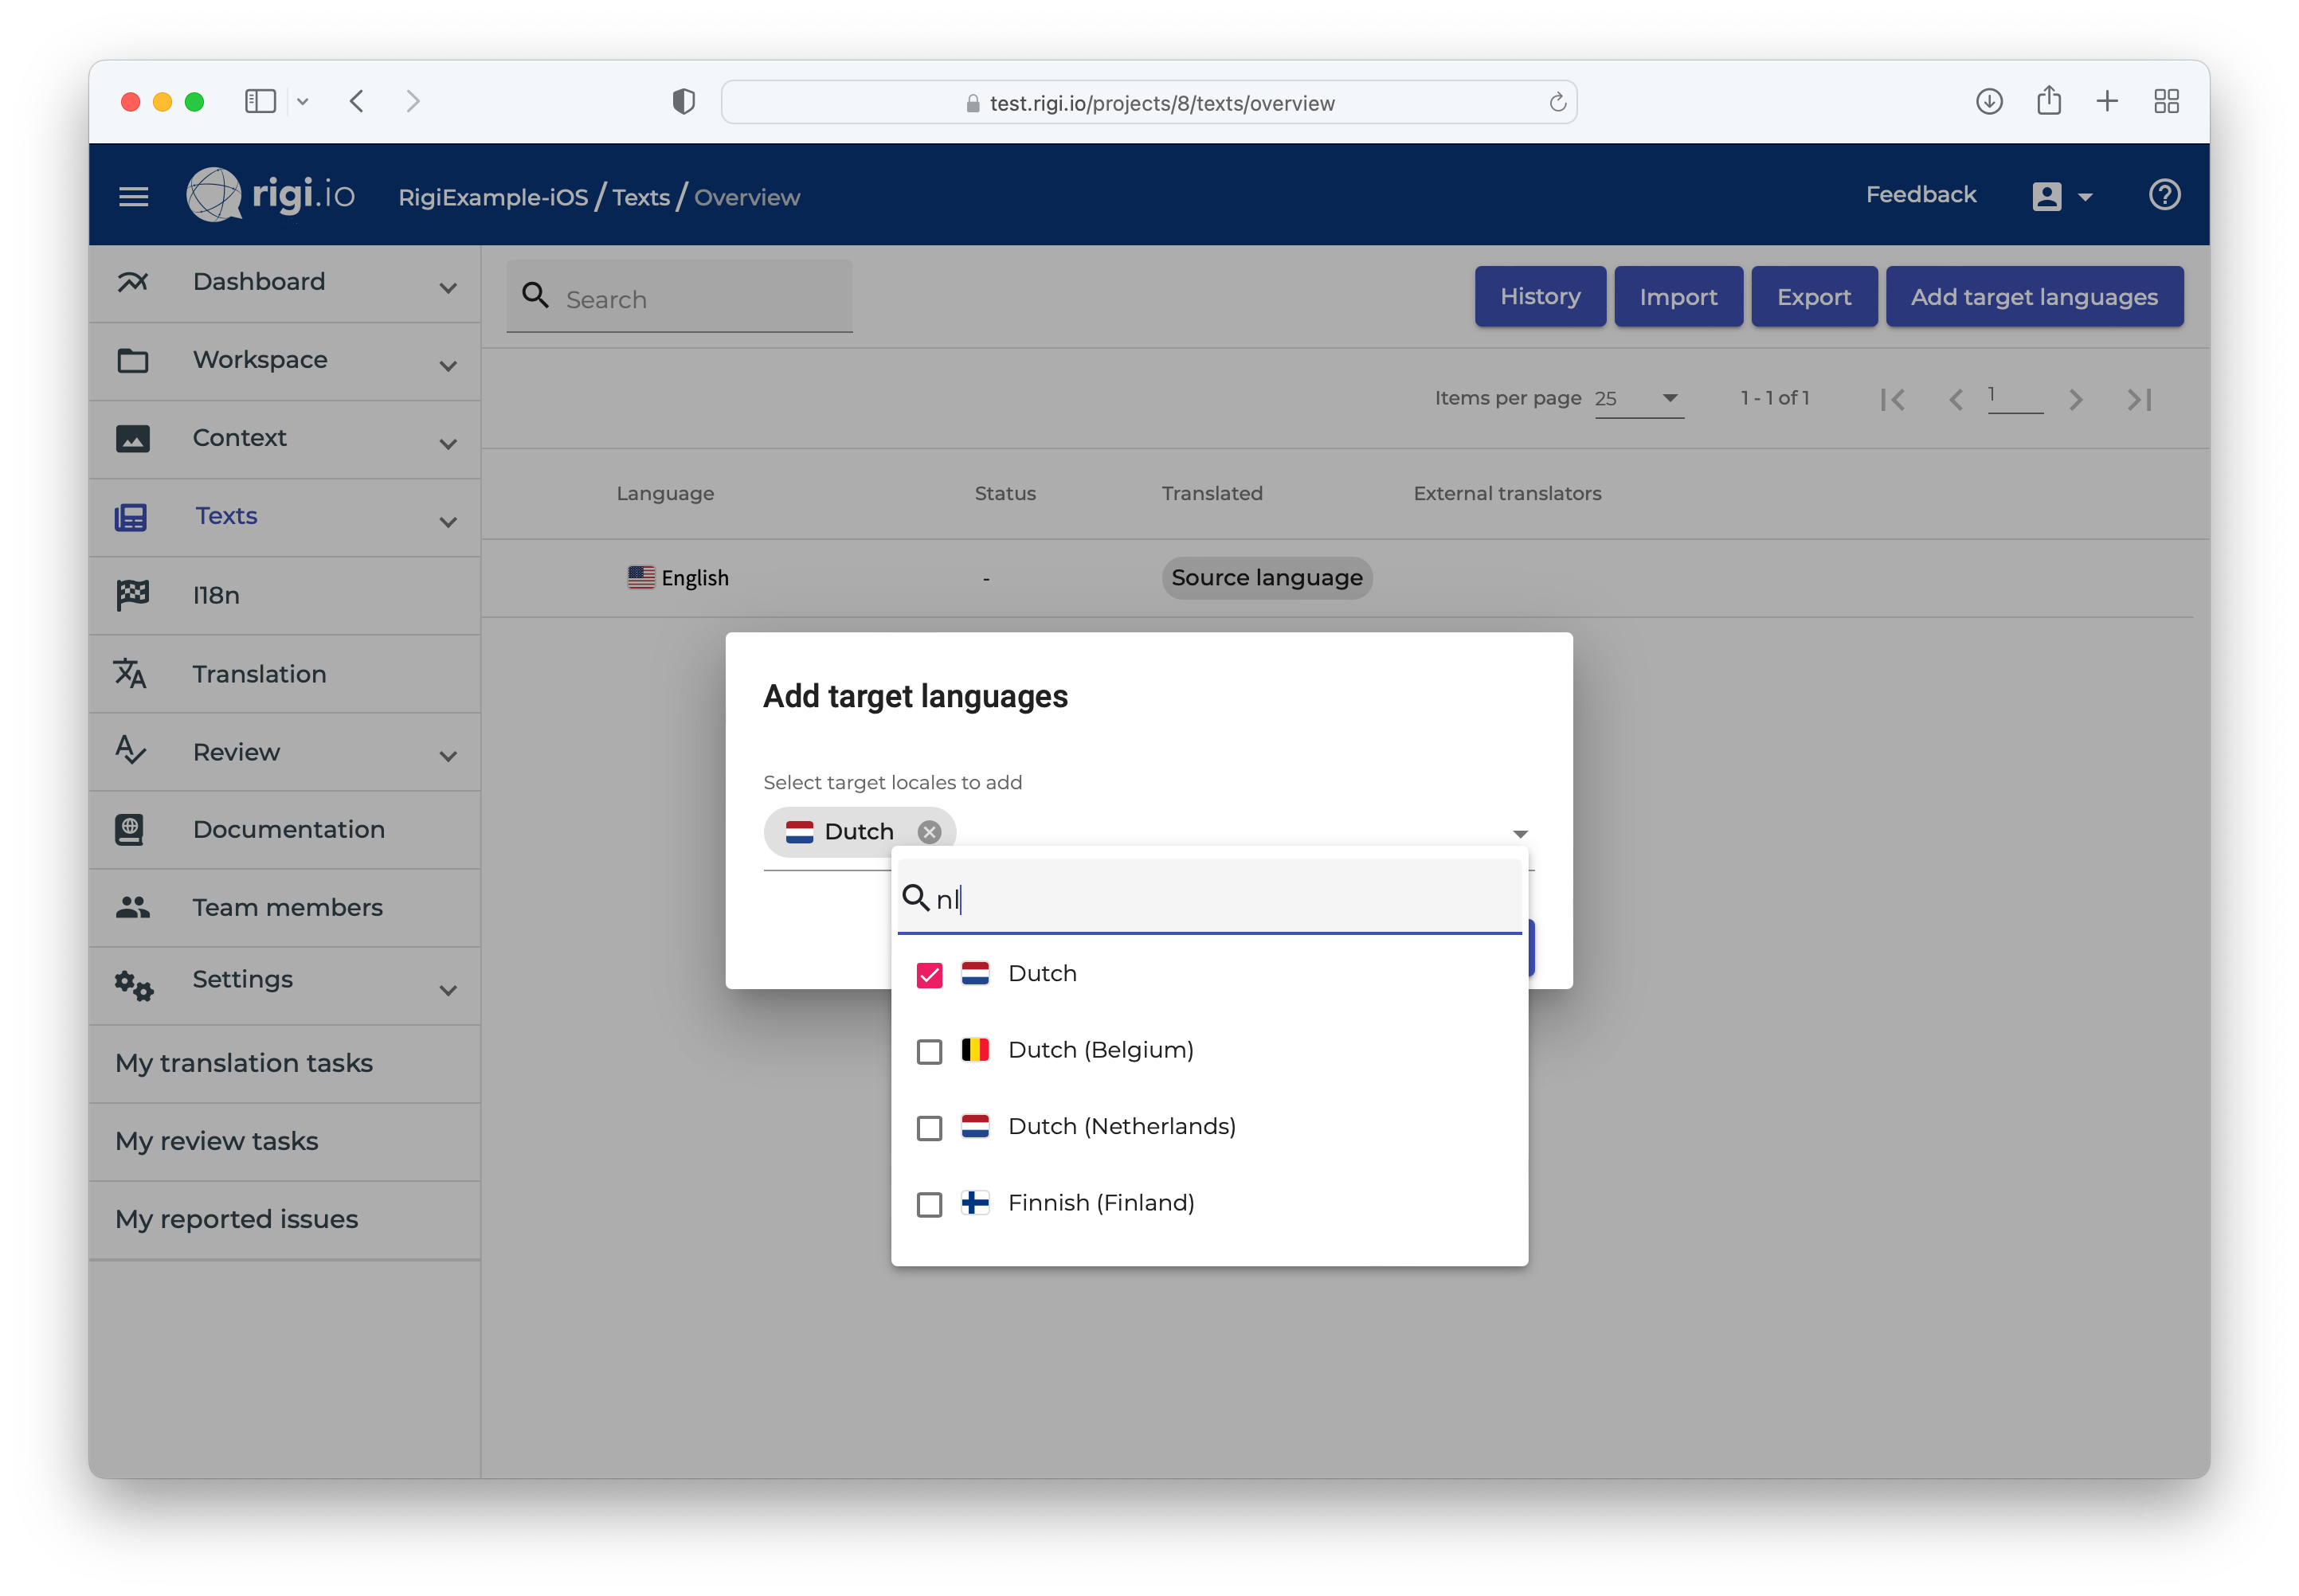 test.rigi.io/projects/8/texts/overview
rigi.io
RigiExample-iOS / Texts / Overview
Feedback
Dashboard
Workspace
Context
Texts
I18n
Translation
Review
Documentation
Team members
Settings
My translation tasks
My review tasks
My reported issues
Search
History
Import
Export
Add target languages
Items per page 25
1 - 1 of 1
1
Language Status Translated External translators
English - Source language
Add target languages
Select target locales to add
Dutch
nl
Dutch
Dutch (Belgium)
Dutch (Netherlands)
Finnish (Finland)